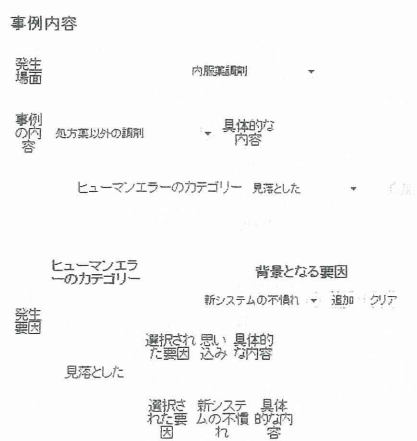 事例内容
発生
場面
内服薬調剤
事例
の内
容
処方薬以外の調剤
具体的な
内容
ヒューマンエラーのカテゴリー 見落とした
ヒューマンエラ
ーのカテゴリー
背景となる要因
新システムの不慣れ 追加 クリア
発生
要因
選択され 思い 具体的
た要因 込み な内容
見落とした
選択さ 新システ 具体
れた要 ムの不慣 的な内
因 れ 容